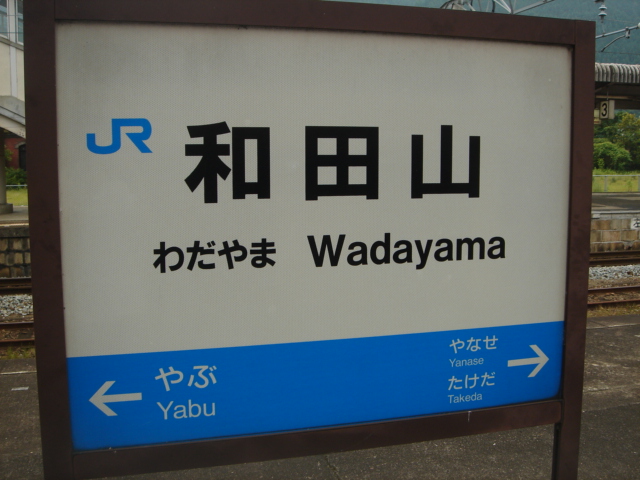 JR 和田山
わだやま Wadayama
やぶ
Yabu
やなせ
Yanase
たけだ
Takeda
3